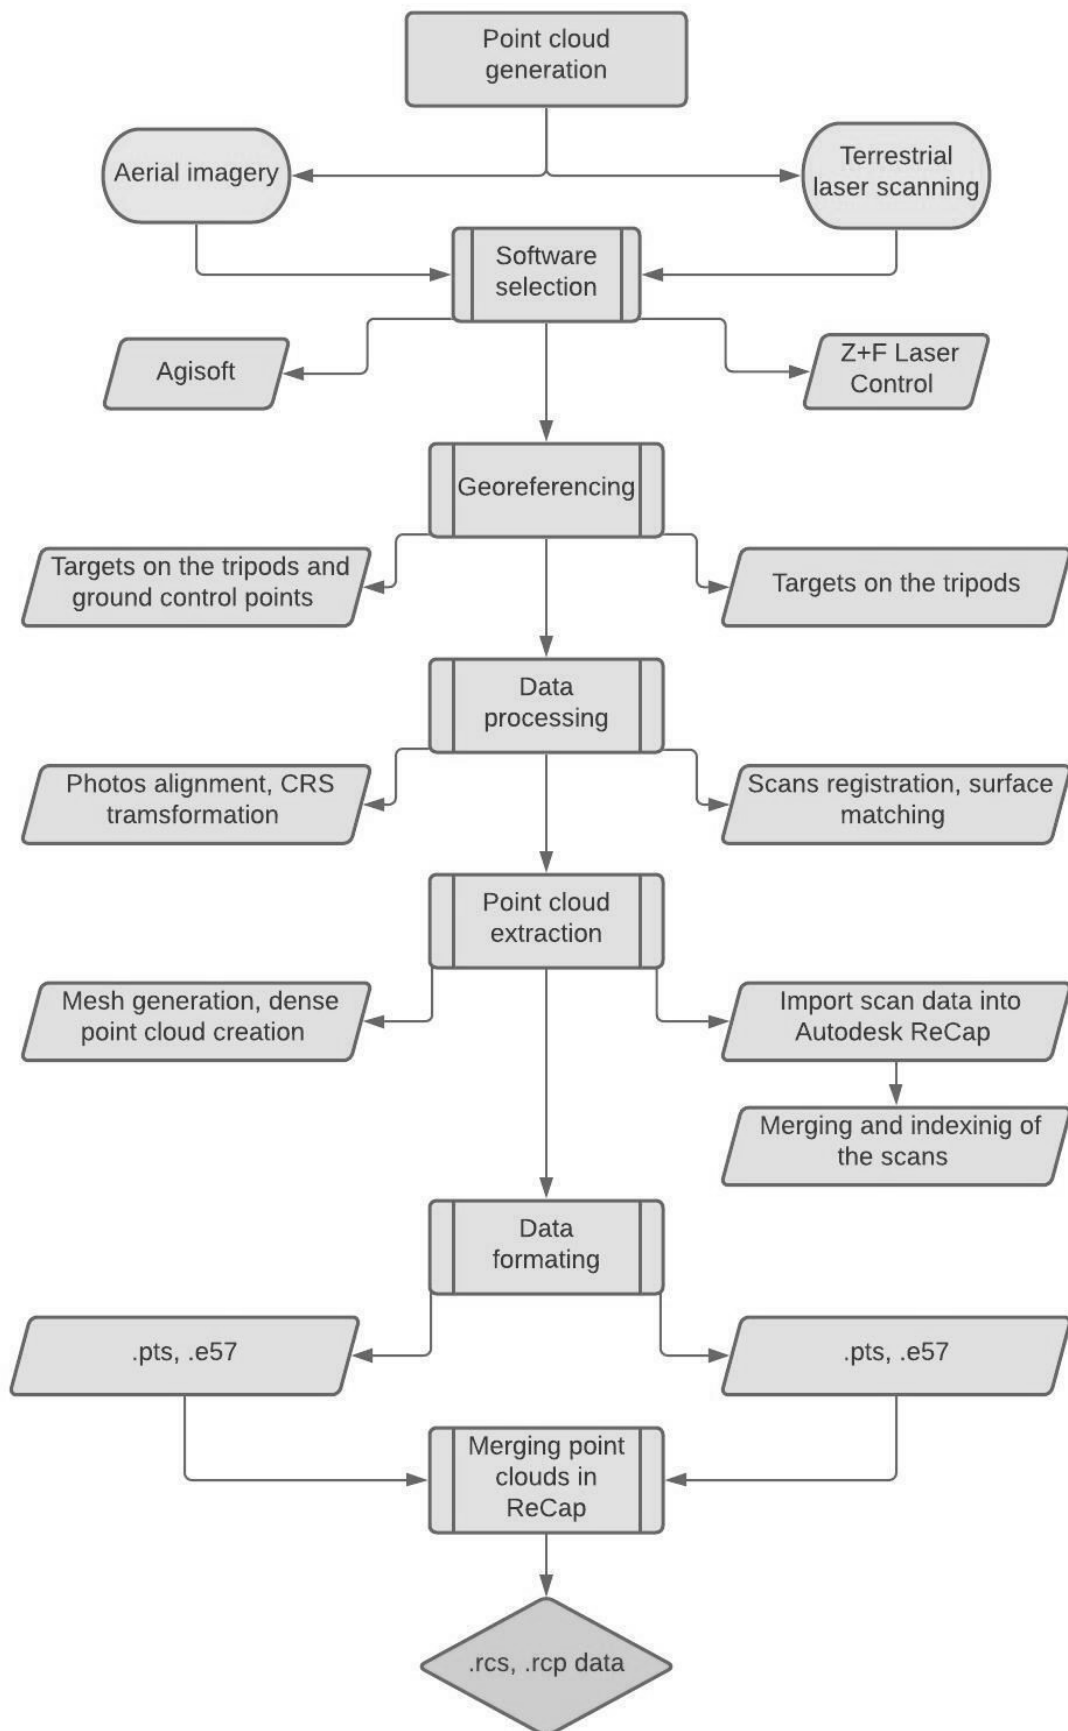 Point cloud
generation
Aerial imagery
Terrestrial
laser scanning
Software
selection
Agisoft
Z+F Laser
Control
Georeferencing
Targets on the tripods and
ground control points
Targets on the tripods
Data
processing
Photos alignment, CRS
tramsformation
Scans registration, surface
matching
Point cloud
extraction
Mesh generation, dense
point cloud creation
Import scan data into
Autodesk ReCap
Merging and indexinig of
the scans
Data
formating
.pts, .e57
.pts, .e57
Merging point
clouds in
ReCap
.rcs, .rcp data